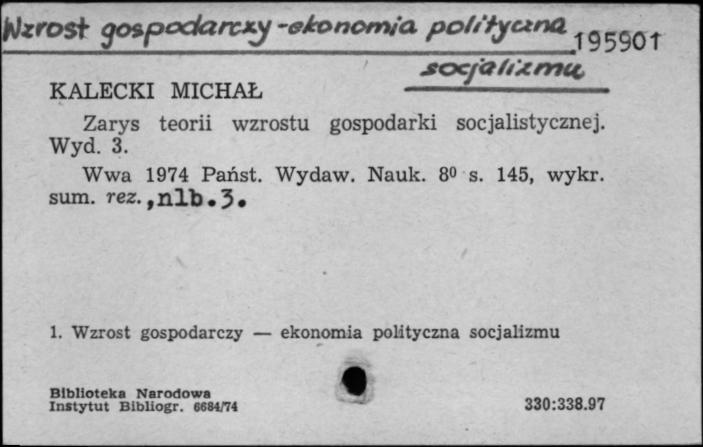 Wzrost gospodarczy - ekonomia polityczna
195901
socjalizmu
KALECKI MICHAŁ
Zarys teorii wzrostu gospodarki socjalistycznej.
Wyd. 3.
Wwa 1974 Państ. Wydaw. Nauk. 8⁰ s. 145, wykr.
sum. rez., nlb. 3.
1. Wzrost gospodarczy — ekonomia polityczna socjalizmu
Biblioteka Narodowa
Instytut Bibliogr. 6684/74
330:338.97